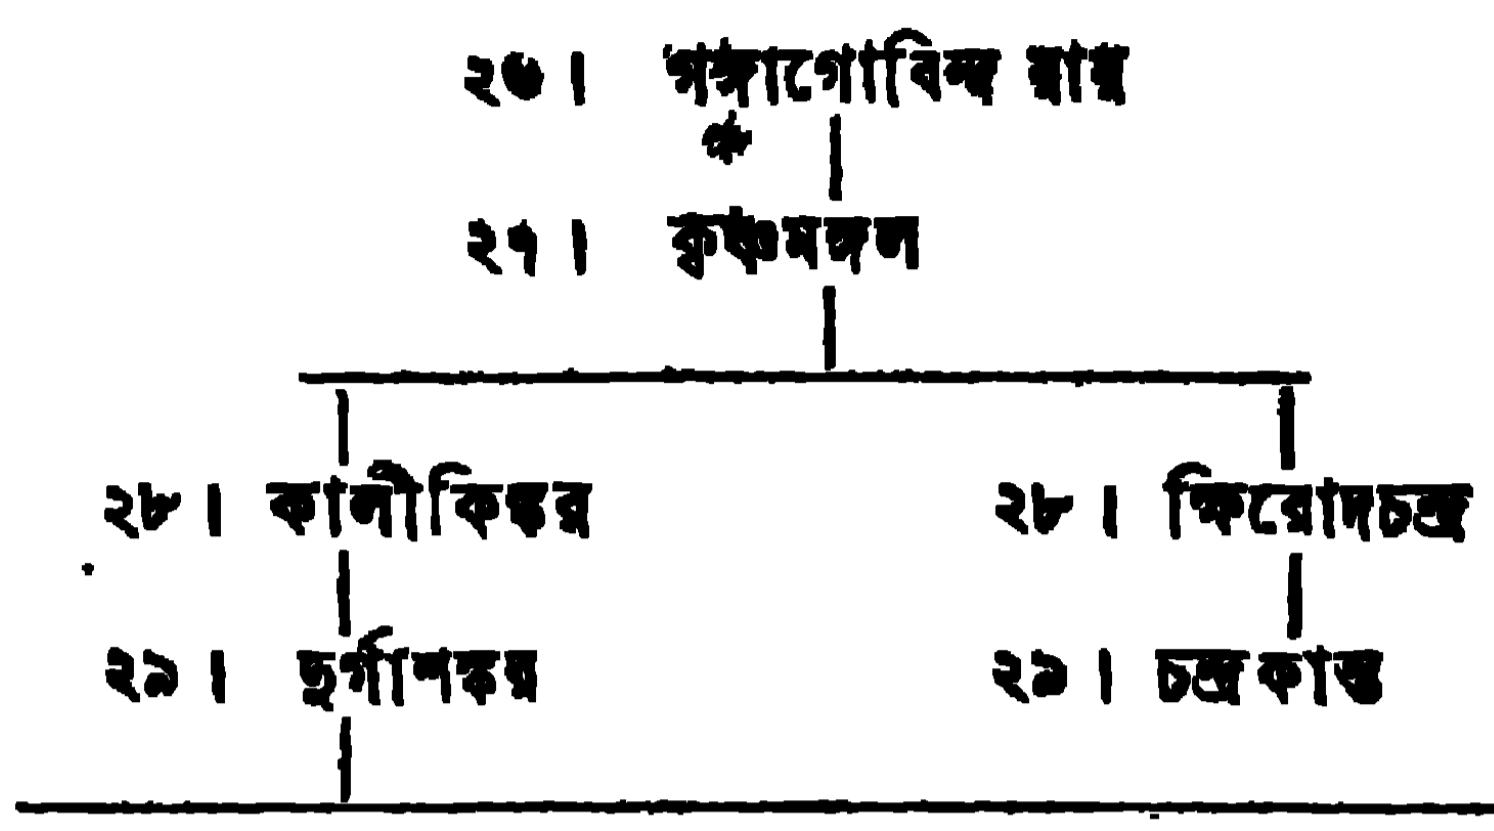 ২৬। গঙ্গাগোবিন্দ রায়
২৭। কৃষ্ণমঙ্গল
২৮। কালীকিঙ্কর ২৮। ক্ষিরোদচন্দ্র
২৯। দুর্গাশঙ্কর ২৯। চন্দ্রকান্ত